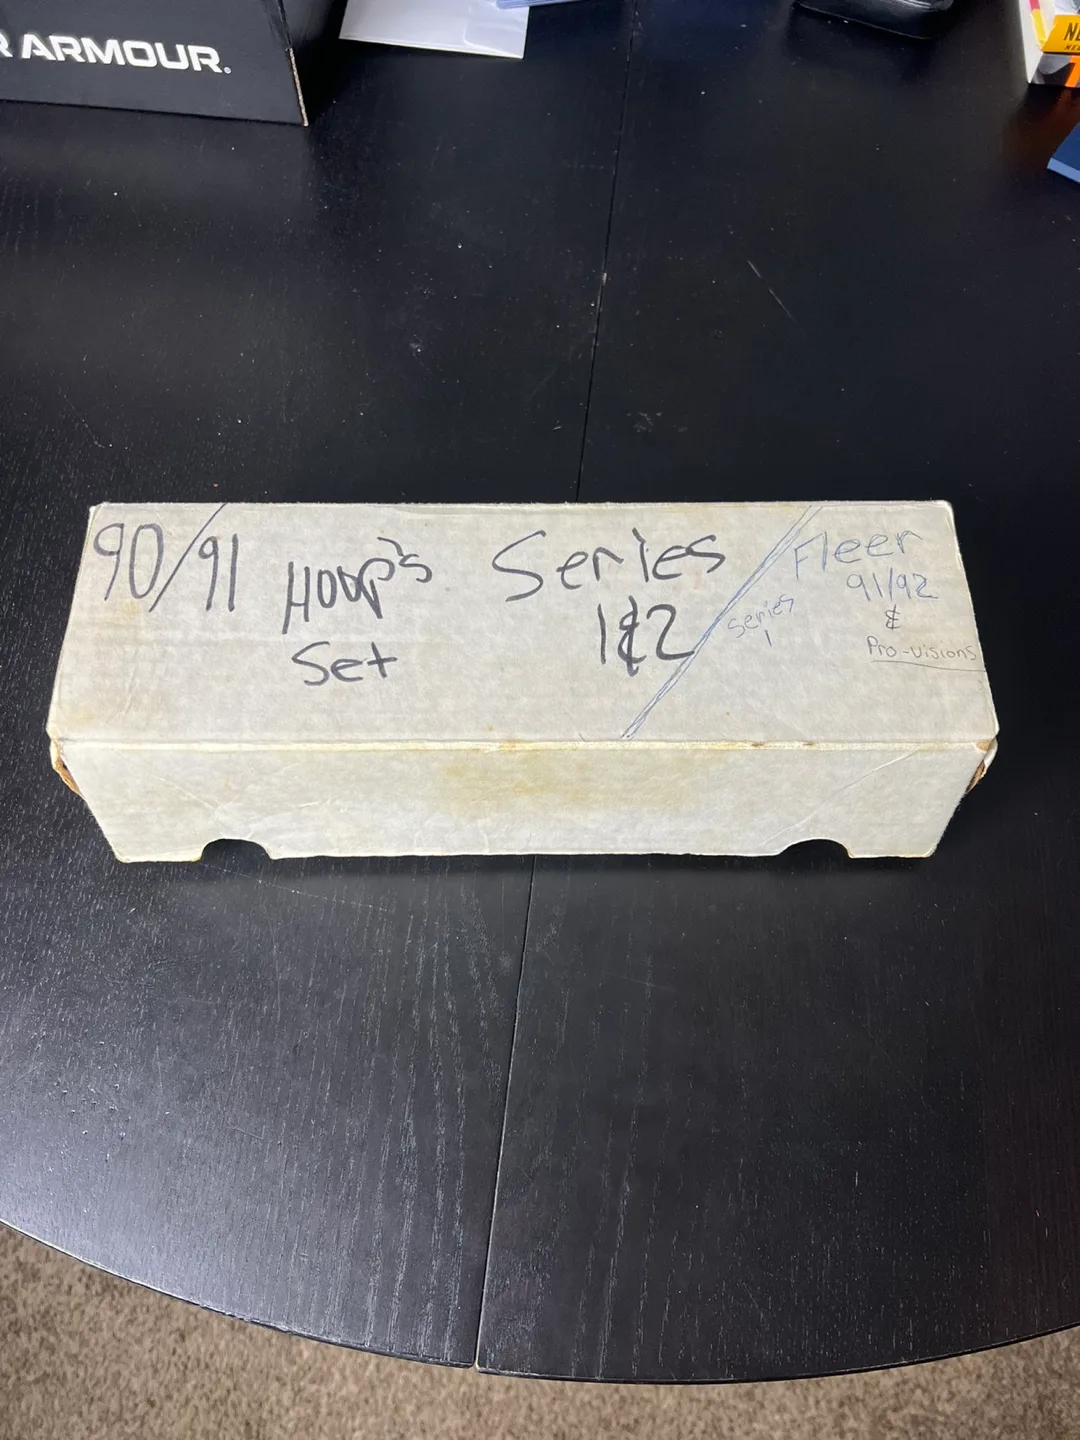 R ARMOUR.
90/91 Hoop's Series
Set 1&2
Fleer
91/92
Series
1
&
Pro-visions